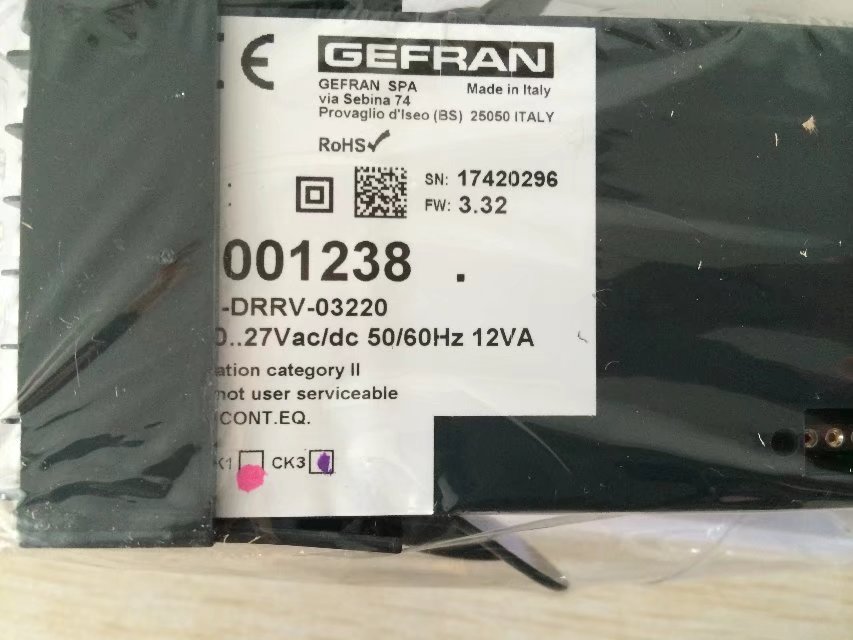 CE
GEFRAN
GEFRAN SPA
Made in Italy
via Sebina 74
Provaglio d'Iseo (BS) 25050 ITALY
RoHS✓
SN: 17420296
FW: 3.32
001238 .
-DRRV-03220
0..27Vac/dc 50/60Hz 12VA
ation category II
not user serviceable
CONT.EQ.
K1 CK3